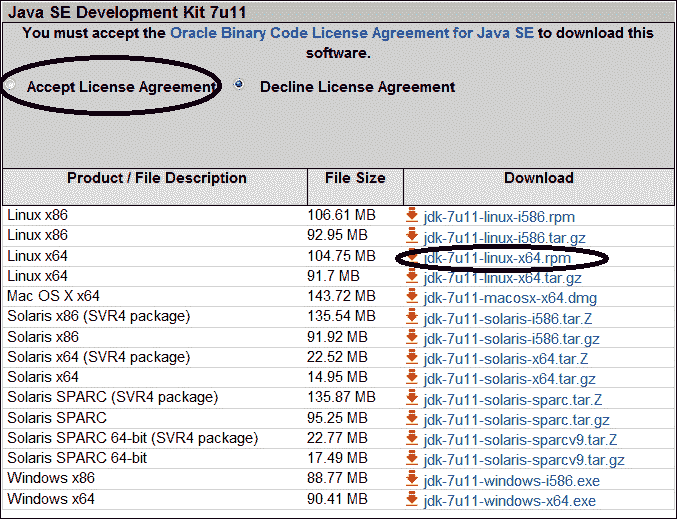 Java SE Development Kit 7u11
You must accept the Oracle Binary Code License Agreement for Java SE to download this
software.
Accept License Agreement Decline License Agreement
Product / File Description File Size Download
Linux x86 106.61 MB jdk-7u11-linux-i586.rpm
Linux x86 92.95 MB jdk-7u11-linux-i586.tar.gz
Linux x64 104.75 MB jdk-7u11-linux-x64.rpm
Linux x64 91.7 MB jdk-7u11-linux-x64.tar.gz
Mac OS X x64 143.72 MB jdk-7u11-macosx-x64.dmg
Solaris x86 (SVR4 package) 135.54 MB jdk-7u11-solaris-i586.tar.Z
Solaris x86 91.92 MB jdk-7u11-solaris-i586.tar.gz
Solaris x64 (SVR4 package) 22.52 MB jdk-7u11-solaris-x64.tar.Z
Solaris x64 14.95 MB jdk-7u11-solaris-x64.tar.gz
Solaris SPARC (SVR4 package) 135.87 MB jdk-7u11-solaris-sparc.tar.Z
Solaris SPARC 95.25 MB jdk-7u11-solaris-sparc.tar.gz
Solaris SPARC 64-bit (SVR4 package) 22.77 MB jdk-7u11-solaris-sparcv9.tar.Z
Solaris SPARC 64-bit 17.49 MB jdk-7u11-solaris-sparcv9.tar.gz
Windows x86 88.77 MB jdk-7u11-windows-i586.exe
Windows x64 90.41 MB jdk-7u11-windows-x64.exe